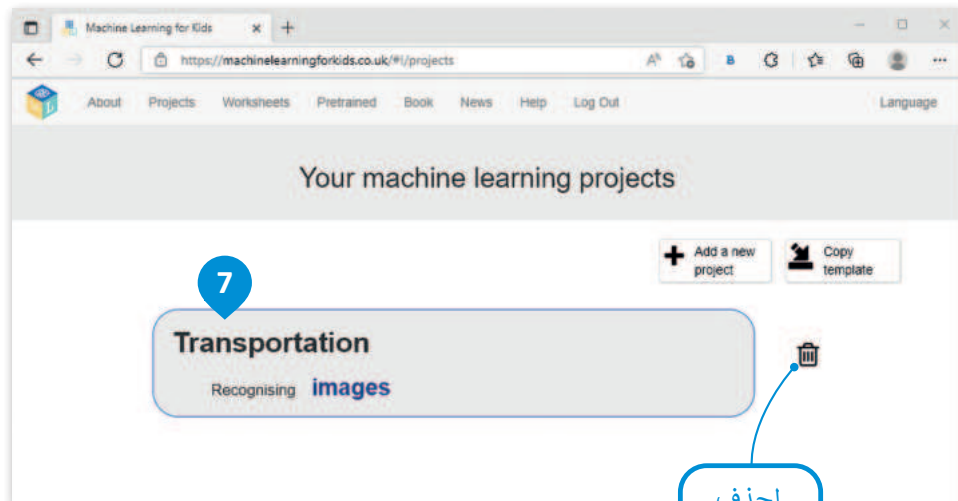 Machine Learning for Kids
https://machinelearningforkids.co.uk/#!/projects
About Projects Worksheets Pretrained Book News Help Log Out Language
Your machine learning projects
Add a new project
Copy template
7
Transportation
Recognising images
احذف